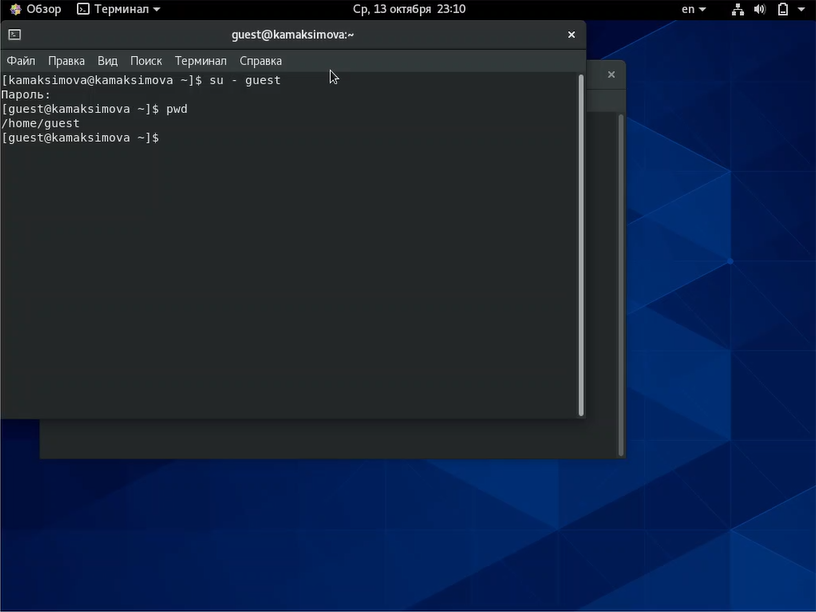 Обзор Терминал Ср, 13 октября 23:10 en
guest@kamaksimova:~
Файл Правка Вид Поиск Терминал Справка
[kamaksimova@kamaksimova ~]$ su - guest
Пароль:
[guest@kamaksimova ~]$ pwd
/home/guest
[guest@kamaksimova ~]$